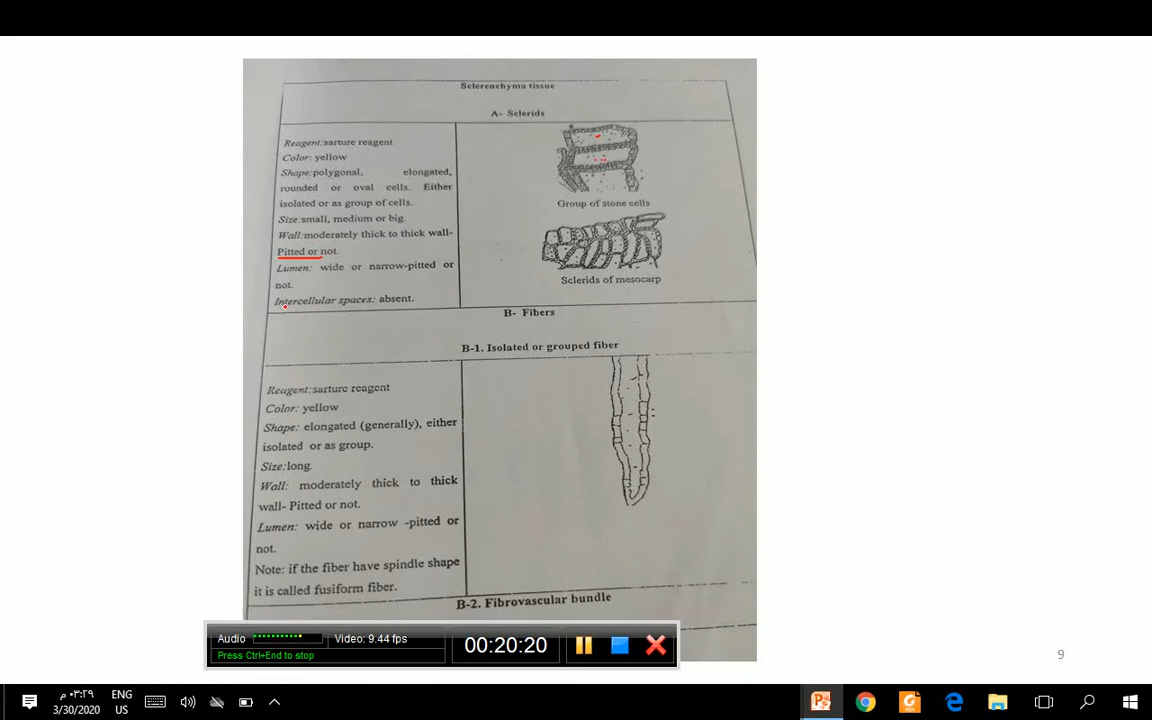 Sclerenchyma tissue
A- Sclerids
Reagent:sarture reagent
Color: yellow
Shape:polygonal, elongated,
rounded or oval cells. Either
isolated or as group of cells.
Size:small, medium or big.
Wall:moderately thick to thick wall-
Pitted or not.
Lumen: wide or narrow-pitted or
not.
Intercellular spaces: absent.
Group of stone cells
Sclerids of mesocarp
B- Fibers
B-1. Isolated or grouped fiber
Reagent:sarture reagent
Color: yellow
Shape: elongated (generally), either
isolated or as group.
Size:long.
Wall: moderately thick to thick
wall- Pitted or not.
Lumen: wide or narrow -pitted or
not.
Note: if the fiber have spindle shape
it is called fusiform fiber.
B-2. Fibrovascular bundle
Audio
Video: 9.44 fps
Press Ctrl+End to stop
00:20:20
9
٠٣:٢٩ م
3/30/2020
ENG
US